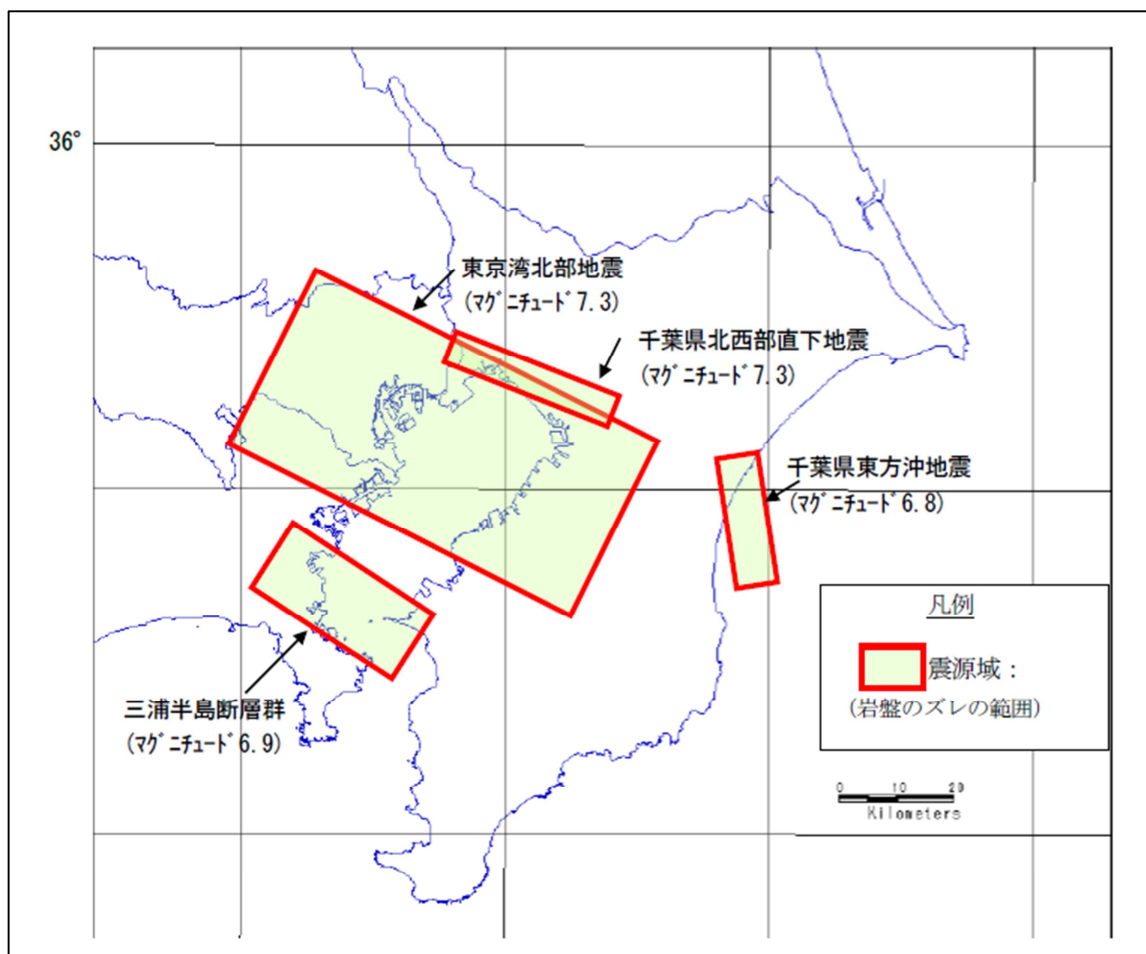 36°
東京湾北部地震
(ﾏｸﾞﾆﾁｭｰﾄﾞ7.3)
千葉県北西部直下地震
(ﾏｸﾞﾆﾁｭｰﾄﾞ7.3)
千葉県東方沖地震
(ﾏｸﾞﾆﾁｭｰﾄﾞ6.8)
三浦半島断層群
(ﾏｸﾞﾆﾁｭｰﾄﾞ6.9)
凡例
震源域：
(岩盤のズレの範囲)
0 10 20
Kilometers